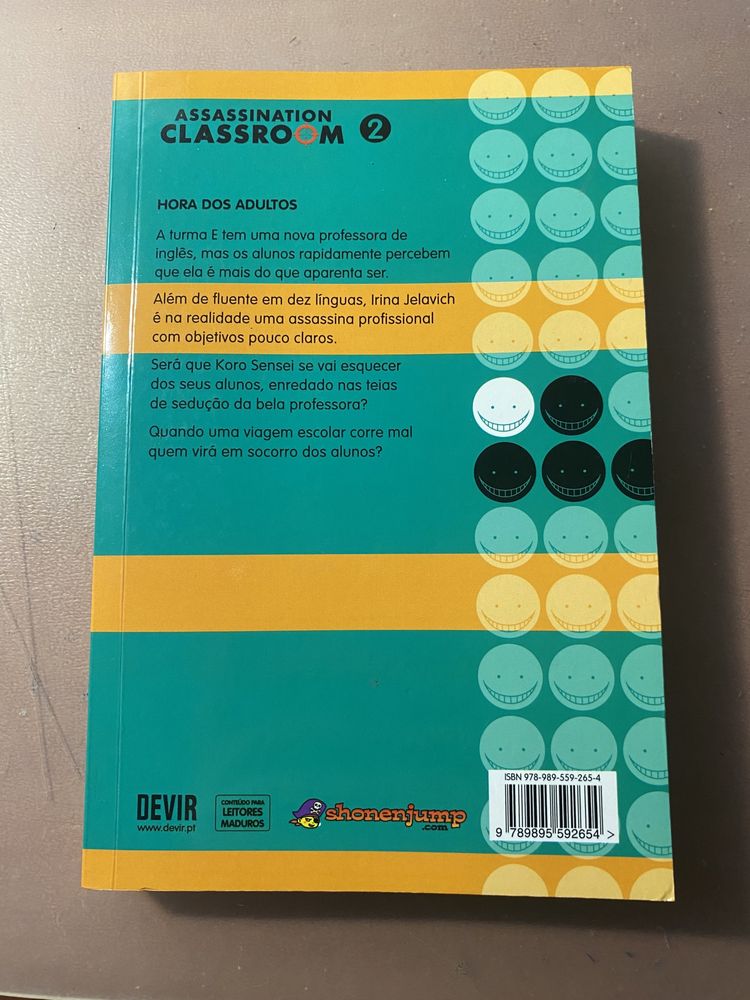 ASSASSINATION
CLASSROOM 2
HORA DOS ADULTOS
A turma E tem uma nova professora de
inglês, mas os alunos rapidamente percebem
que ela é mais do que aparenta ser.
Além de fluente em dez línguas, Irina Jelavich
é na realidade uma assassina profissional
com objetivos pouco claros.
Será que Koro Sensei se vai esquecer
dos seus alunos, enredado nas teias
de sedução da bela professora?
Quando uma viagem escolar corre mal
quem virá em socorro dos alunos?
DEVIR
www.devir.pt
CONTEÚDO PARA
LEITORES
MADUROS
shonenjump
.com
ISBN 978-989-559-265-4
9 789895 592654 >